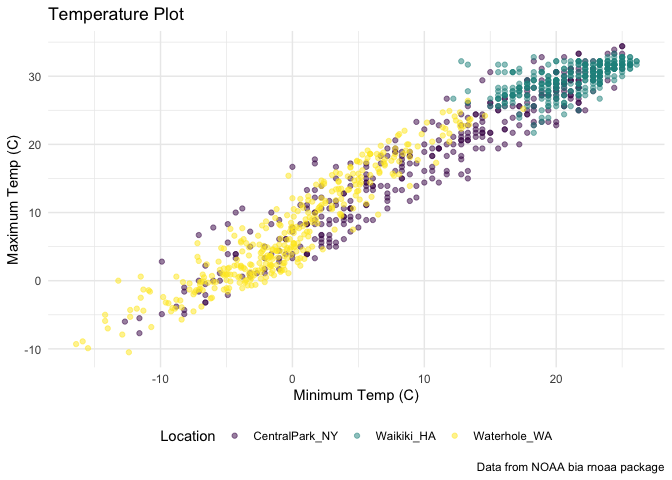 Temperature Plot
Maximum Temp (C)
30
20
10
0
-10
-10 0 10 20
Minimum Temp (C)
Location CentralPark_NY Waikiki_HA Waterhole_WA
Data from NOAA bia rnoaa package